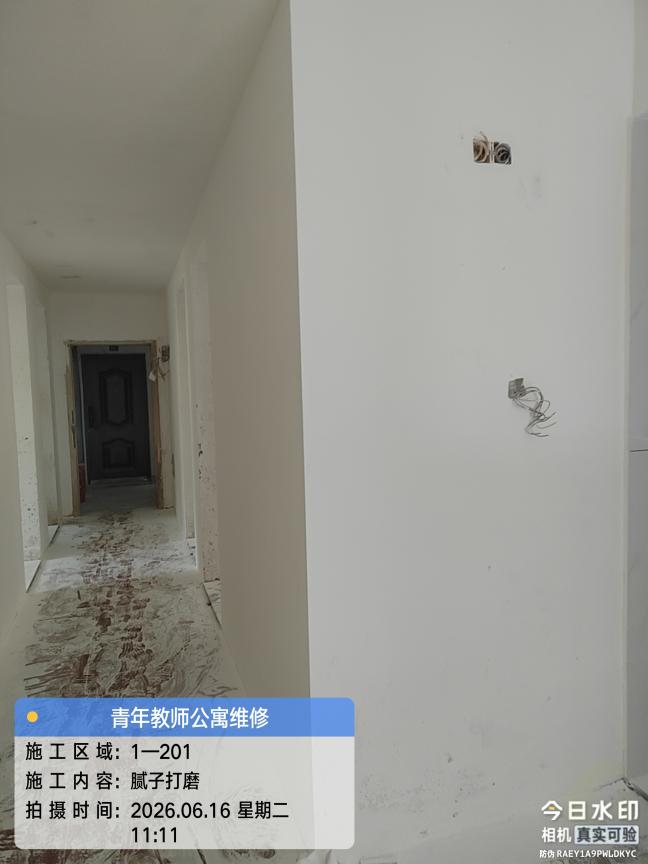 青年教师公寓维修
施工区域：1—201
施工内容：腻子打磨
拍摄时间：2026.06.16 星期二
11:11
今日水印
相机 真实可验
防伪 RAEY1A9PWLDKYC